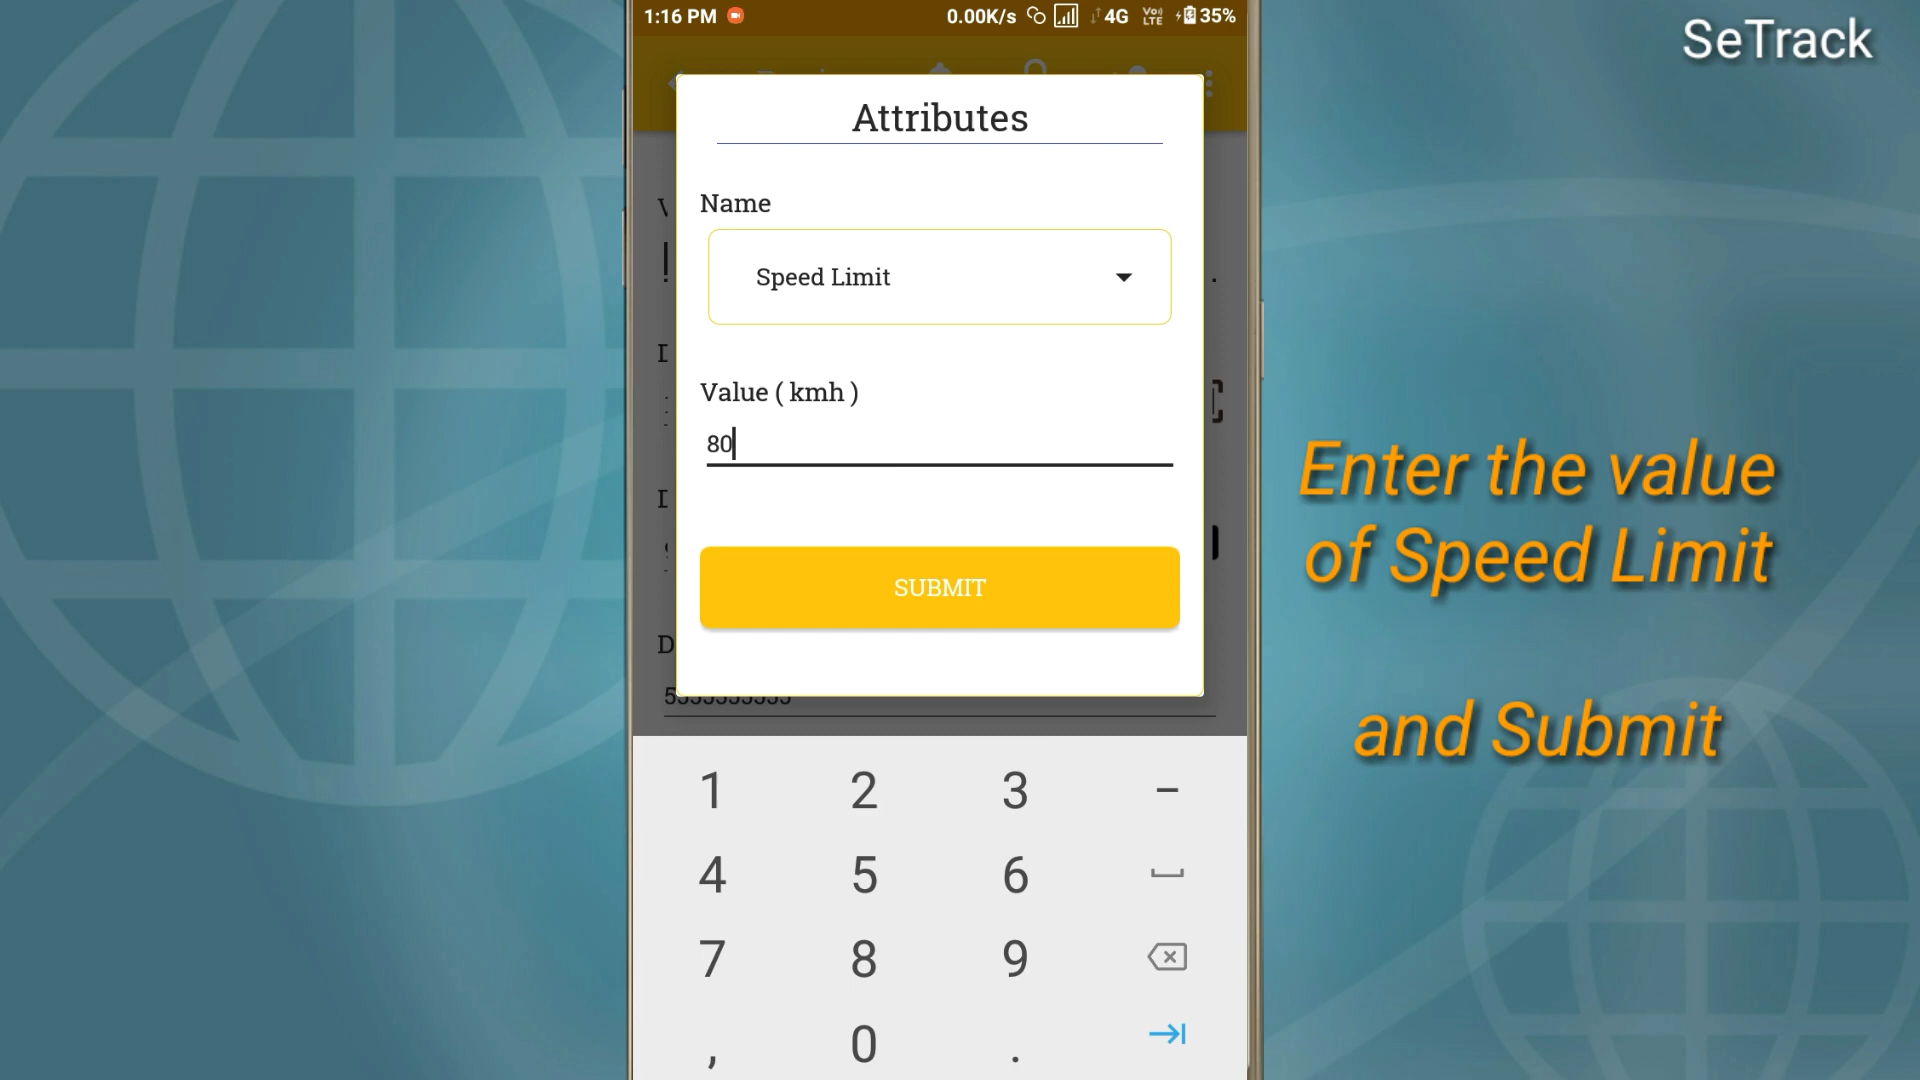 1:16 PM 0.00K/s 4G VoLTE 35%
SeTrack
Attributes
Name
Speed Limit
Value ( kmh )
80
SUBMIT
Enter the value
of Speed Limit
and Submit
1 2 3 –
4 5 6
7 8 9
, 0 .